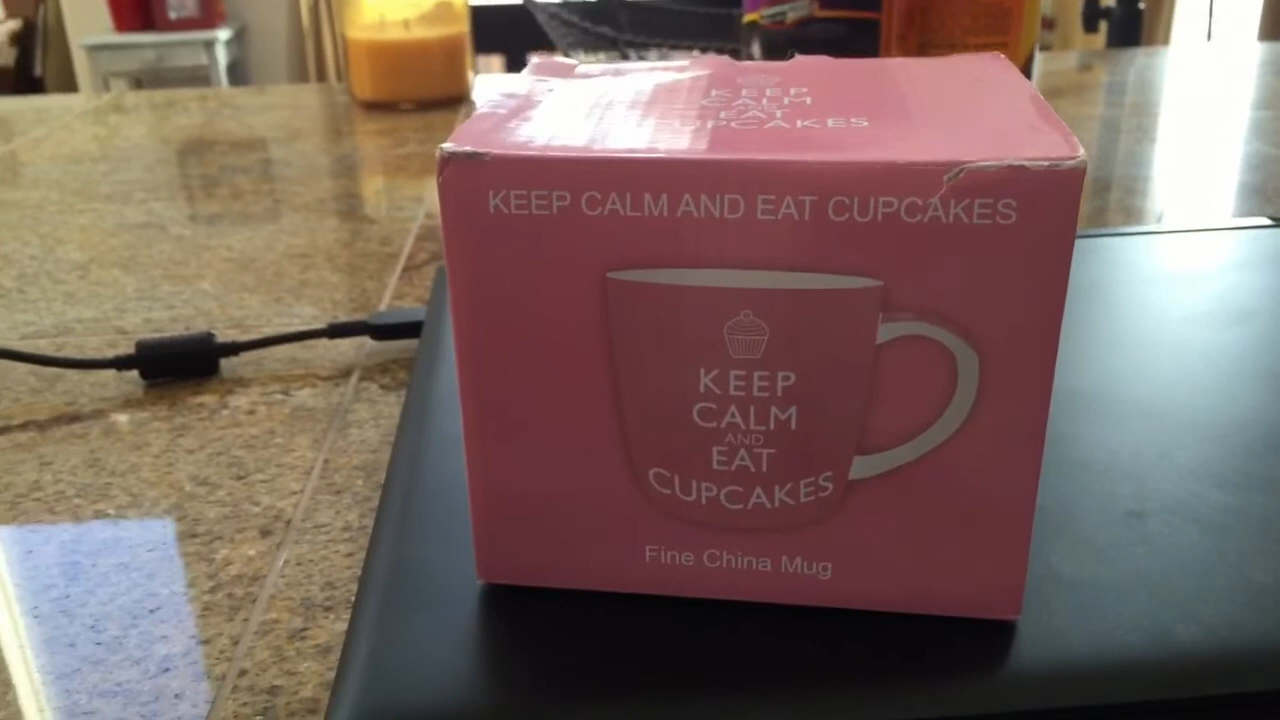 KEEP
CALM
AND
EAT
CUPCAKES
KEEP CALM AND EAT CUPCAKES
KEEP
CALM
AND
EAT
CUPCAKES
Fine China Mug